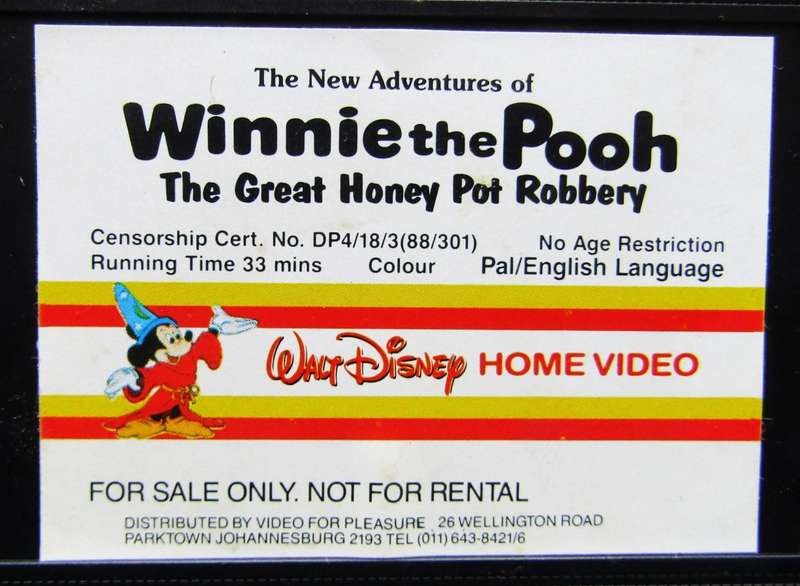 The New Adventures of
Winnie the Pooh
The Great Honey Pot Robbery
Censorship Cert. No. DP4/18/3(88/301) No Age Restriction
Running Time 33 mins Colour Pal/English Language
WALT DISNEY HOME VIDEO
FOR SALE ONLY. NOT FOR RENTAL
DISTRIBUTED BY VIDEO FOR PLEASURE 26 WELLINGTON ROAD
PARKTOWN JOHANNESBURG 2193 TEL (011) 643-8421/6